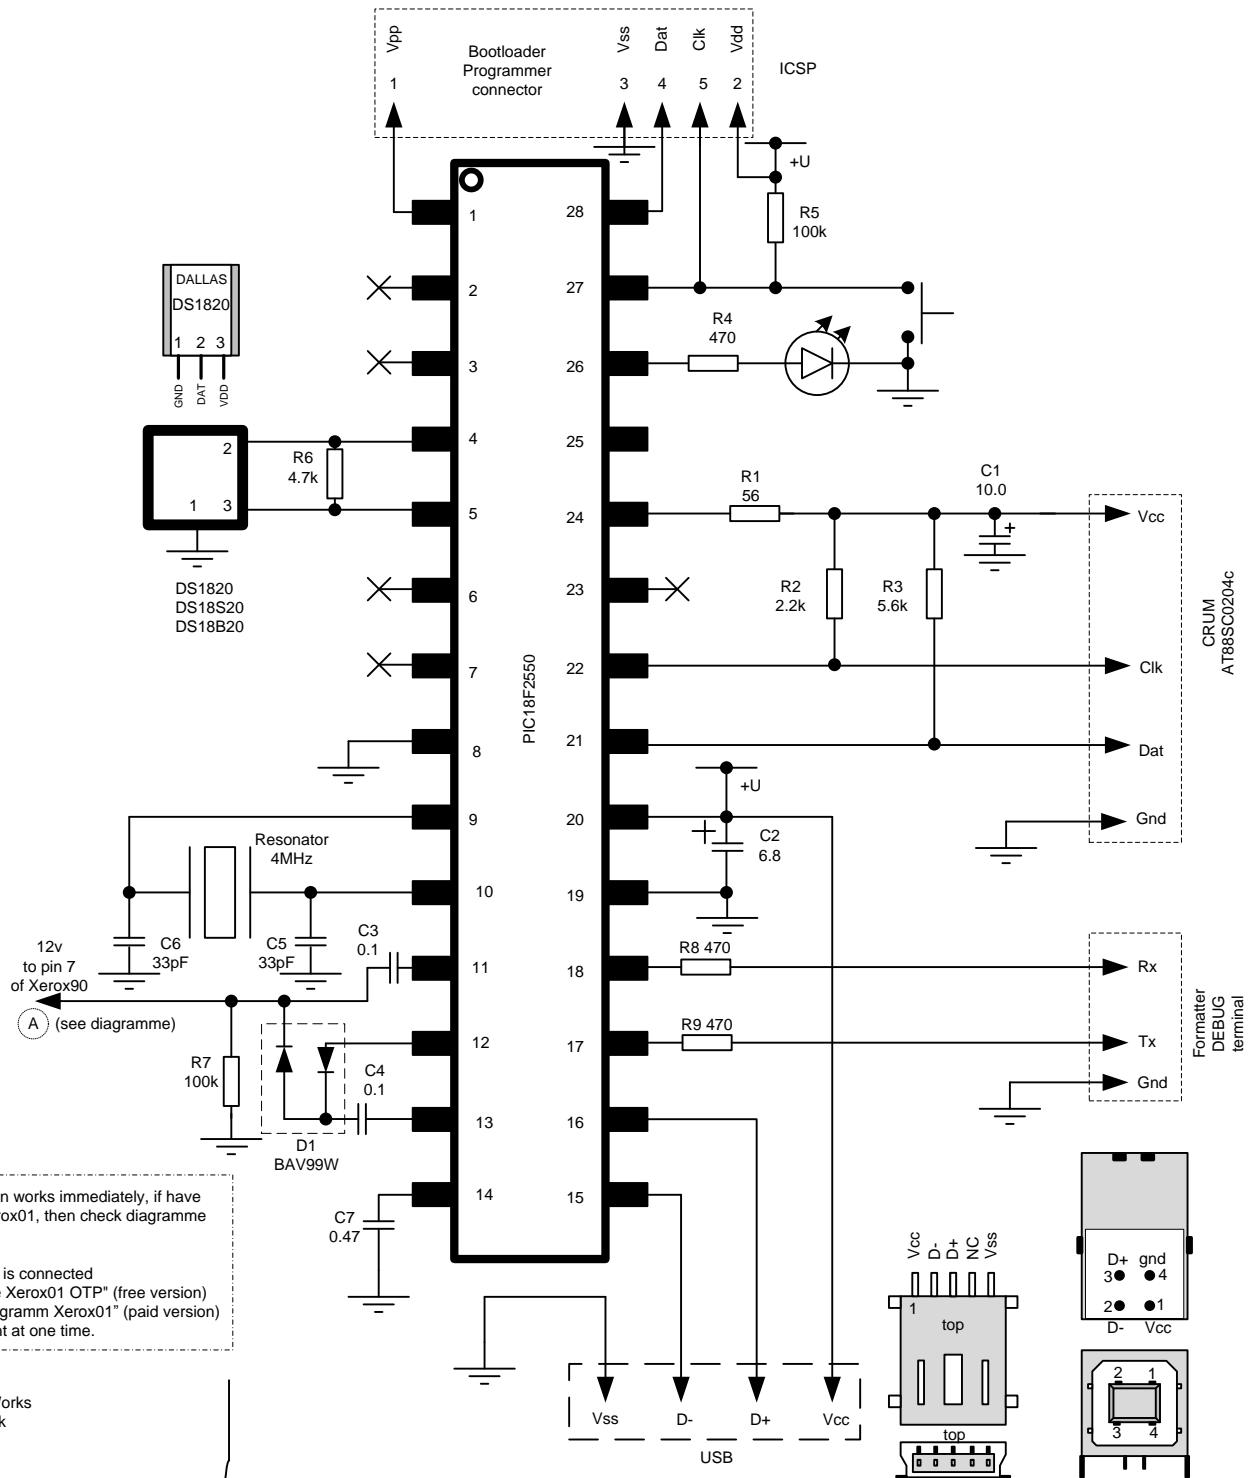 Vpp
Vss
Dat
Clk
Vdd
Bootloader
Programmer
connector
1
3
4
5
2
ICSP
+U
R5
100k
1
28
DALLAS
DS1820
1 2 3
GND
DAT
VDD
2
27
R4
470
3
26
2
R6
4.7k
4
25
1 3
5
24
R1
56
C1
10.0
+
Vcc
DS1820
DS18S20
DS18B20
6
23
R2
2.2k
R3
5.6k
CRUM
AT88SC0204c
7
22
Clk
PIC18F2550
8
21
Dat
+U
9
20
C2
6.8
Gnd
Resonator
4MHz
10
19
C6
33pF
C5
33pF
C3
0.1
12v
to pin 7
of Xerox90
11
18
R8 470
Rx
A (see diagramme)
Formatter
DEBUG
terminal
R7
100k
12
17
R9 470
Tx
C4
0.1
Gnd
13
16
D1
BAV99W
14
15
C7
0.47
n works immediately, if have
rox01, then check diagramme
is connected
e Xerox01 OTP" (free version)
gramm Xerox01” (paid version)
nt at one time.
Vcc
D-
D+
NC
Vss
1
top
D+ gnd
3 4
2 1
D- Vcc
2 1
3 4
top
Vss
D-
D+
Vcc
USB
Works
k